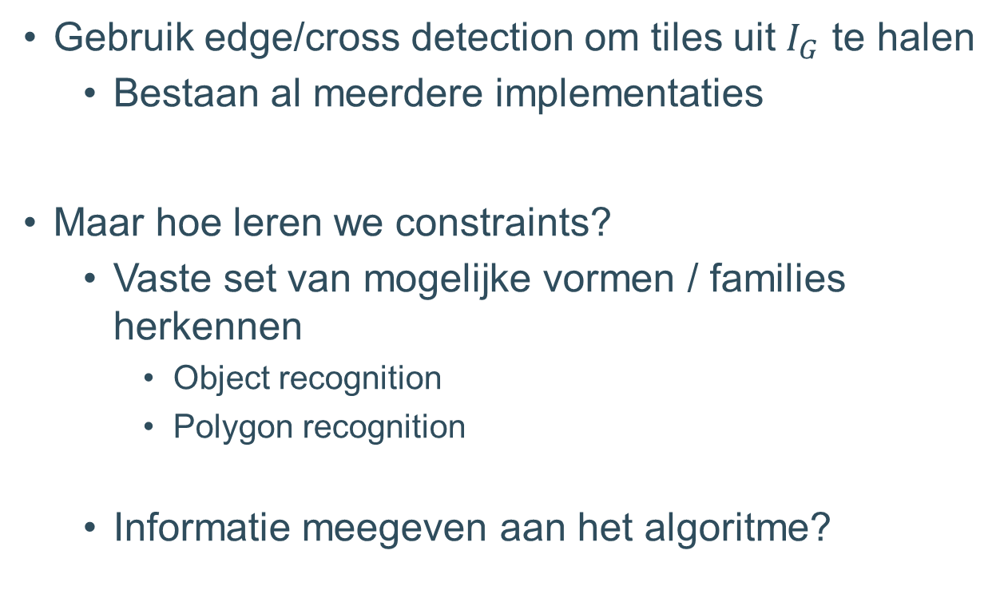 • Gebruik edge/cross detection om tiles uit I_G te halen
• Bestaan al meerdere implementaties
• Maar hoe leren we constraints?
• Vaste set van mogelijke vormen / families
herkennen
• Object recognition
• Polygon recognition
• Informatie meegeven aan het algoritme?